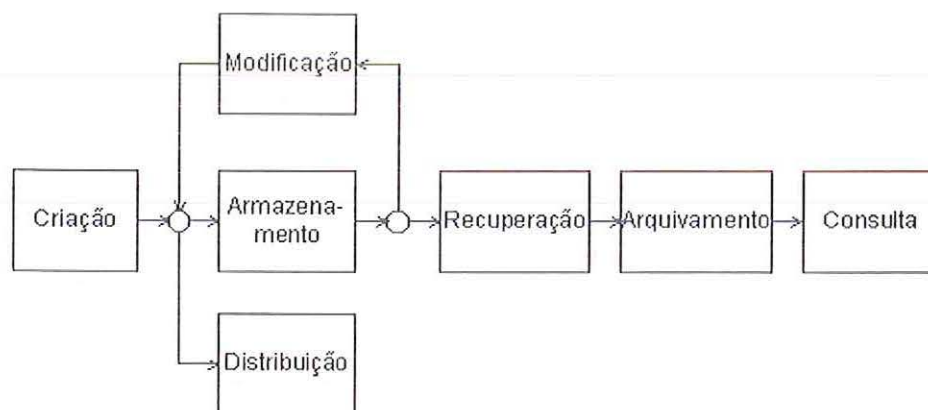 Modificação
Criação
Armazena-
mento
Recuperação
Arquivamento
Consulta
Distribuição